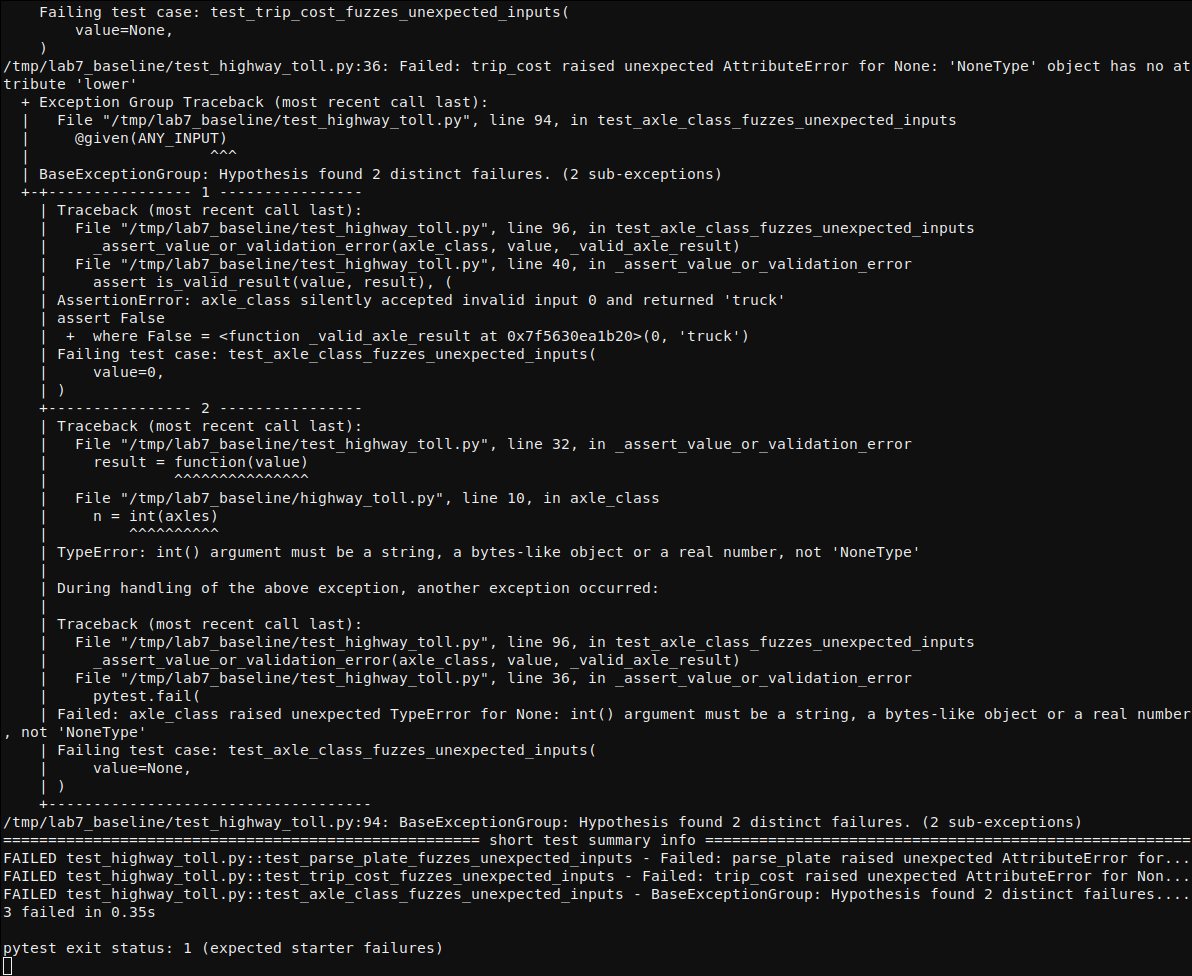 Failing test case: test_trip_cost_fuzzes_unexpected_inputs(
        value=None,
    )
/tmp/lab7_baseline/test_highway_toll.py:36: Failed: trip_cost raised unexpected AttributeError for None: 'NoneType' object has no at
tribute 'lower'
  + Exception Group Traceback (most recent call last):
  |   File "/tmp/lab7_baseline/test_highway_toll.py", line 94, in test_axle_class_fuzzes_unexpected_inputs
  |     @given(ANY_INPUT)
  |                    ^^^
  | BaseExceptionGroup: Hypothesis found 2 distinct failures. (2 sub-exceptions)
  +-+---------------- 1 ----------------
    | Traceback (most recent call last):
    |   File "/tmp/lab7_baseline/test_highway_toll.py", line 96, in test_axle_class_fuzzes_unexpected_inputs
    |     _assert_value_or_validation_error(axle_class, value, _valid_axle_result)
    |   File "/tmp/lab7_baseline/test_highway_toll.py", line 40, in _assert_value_or_validation_error
    |     assert is_valid_result(value, result), (
    | AssertionError: axle_class silently accepted invalid input 0 and returned 'truck'
    | assert False
    |  +  where False = <function _valid_axle_result at 0x7f5630ea1b20>(0, 'truck')
    | Failing test case: test_axle_class_fuzzes_unexpected_inputs(
    |     value=0,
    | )
    +---------------- 2 ----------------
    | Traceback (most recent call last):
    |   File "/tmp/lab7_baseline/test_highway_toll.py", line 32, in _assert_value_or_validation_error
    |     result = function(value)
    |              ^^^^^^^^^^^^^^^
    |   File "/tmp/lab7_baseline/highway_toll.py", line 10, in axle_class
    |     n = int(axles)
    |         ^^^^^^^^^^
    | TypeError: int() argument must be a string, a bytes-like object or a real number, not 'NoneType'
    |
    | During handling of the above exception, another exception occurred:
    |
    | Traceback (most recent call last):
    |   File "/tmp/lab7_baseline/test_highway_toll.py", line 96, in test_axle_class_fuzzes_unexpected_inputs
    |     _assert_value_or_validation_error(axle_class, value, _valid_axle_result)
    |   File "/tmp/lab7_baseline/test_highway_toll.py", line 36, in _assert_value_or_validation_error
    |     pytest.fail(
    | Failed: axle_class raised unexpected TypeError for None: int() argument must be a string, a bytes-like object or a real number
, not 'NoneType'
    | Failing test case: test_axle_class_fuzzes_unexpected_inputs(
    |     value=None,
    | )
    +------------------------------------
/tmp/lab7_baseline/test_highway_toll.py:94: BaseExceptionGroup: Hypothesis found 2 distinct failures. (2 sub-exceptions)
===================================================== short test summary info ======================================================
FAILED test_highway_toll.py::test_parse_plate_fuzzes_unexpected_inputs - Failed: parse_plate raised unexpected AttributeError for...
FAILED test_highway_toll.py::test_trip_cost_fuzzes_unexpected_inputs - Failed: trip_cost raised unexpected AttributeError for Non...
FAILED test_highway_toll.py::test_axle_class_fuzzes_unexpected_inputs - BaseExceptionGroup: Hypothesis found 2 distinct failures....
3 failed in 0.35s

pytest exit status: 1 (expected starter failures)